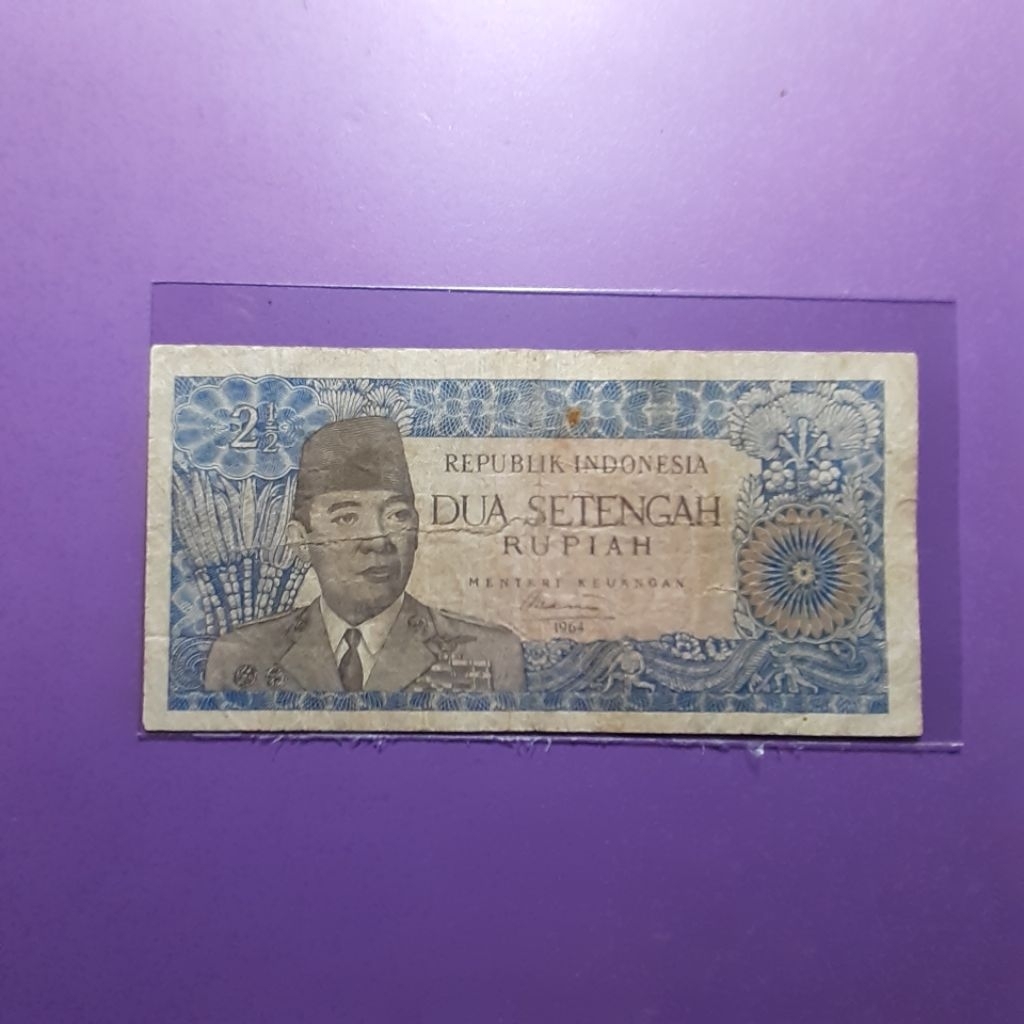 2½
REPUBLIK INDONESIA
DUA SETENGAH
RUPIAH
MENTERI KEUANGAN
1964